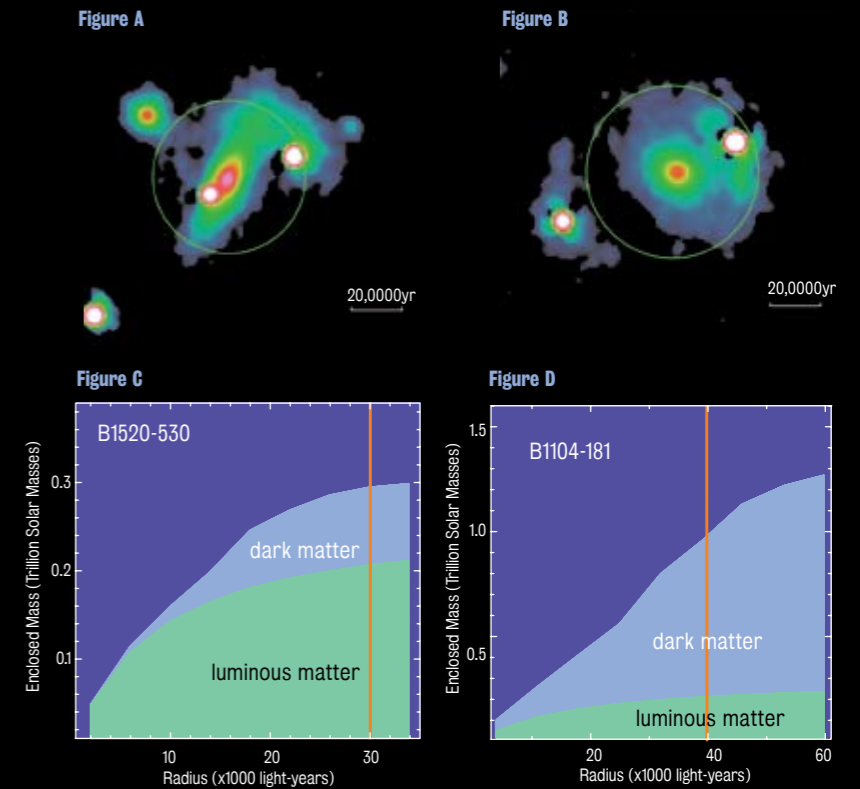 Figure A
Figure B
20,0000yr
20,0000yr
Figure C
Figure D
Enclosed Mass (Trillion Solar Masses)
0.3
0.2
0.1
B1520-530
dark matter
luminous matter
10
20
30
Radius (x1000 light-years)
Enclosed Mass (Trillion Solar Masses)
1.5
1.0
0.5
B1104-181
dark matter
luminous matter
20
40
60
Radius (x1000 light-years)